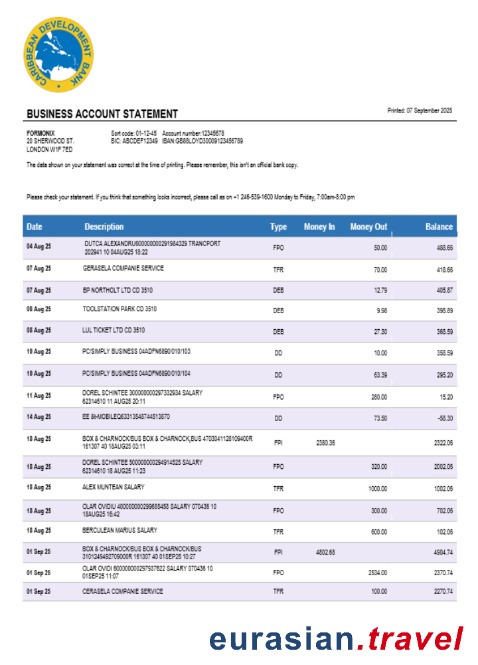 CARIBBEAN DEVELOPMENT BANK
BUSINESS ACCOUNT STATEMENT
Printed: 07 September 2025
FORMONIX
20 SHERWOOD ST.
LONDON W1F 7ED
Sort code: 01-12-45 Account number:12345678
BIC: ABCDEF12349 IBAN GB88LOYD30009123456789
The data shown on your statement was correct at the time of printing. Please remember, this isn't an official bank copy.
Please check your statement. If you think that something looks incorrect, please call us on +1 246-539-1600 Monday to Friday, 7:00am-8:00 pm
Date Description Type Money In Money Out Balance
04 Aug 25 DUTCA ALEXANDRU600000000291984329 TRANCPORT
202941 10 04AUG25 18:22 FPO 50.00 488.66
07 Aug 25 GERASELA COMPANIE SERVICE TFR 70.00 418.66
07 Aug 25 BP NORTHOLT LTD CD 3510 DEB 12.79 405.87
08 Aug 25 TOOLSTATION PARK CD 3510 DEB 9.98 395.89
08 Aug 25 LUL TICKET LTD CD 3510 DEB 27.30 368.59
10 Aug 25 PC/SIMPLY BUSINESS 04ADFN6890/010/103 DD 10.00 358.59
10 Aug 25 PC/SIMPLY BUSINESS 04ADFN6890/010/104 DD 63.39 295.20
11 Aug 25 DOREL SCHINTEE 300000000297332934 SALARY
62314610 11 AUG25 20:11 FPO 280.00 15.20
14 Aug 25 DD 73.50 -58.30
18 Aug 25 BOX & CHARNOCK/BUS BOX & CHARNOCK,BUS 4703041128109400R
161307 40 18AUG25 03:11 FPI 2380.36 2322.06
18 Aug 25 DOREL SCHINTEE 500000000294914525 SALARY
62314610 18 AUG25 11:23 FPO 320.00 2002.06
18 Aug 25 ALEX MUNTEAN SALARY TFR 1000.00 1002.06
18 Aug 25 OLAR OVIDIU 400000000299685458 SALARY 070436 10
18AUG25 16:42 FPO 300.00 702.06
18 Aug 25 BERCULEAN MARIUS SALARY TFR 600.00 102.06
01 Sep 25 BOX & CHARNOCK/BUS BOX & CHARNOCK/BUS
3101245492709000R 161307 40 01SEP25 10:27 FPI 4802.68 4904.74
01 Sep 25 OLAR OVIDI 600000000297937622 SALARY 070436 10
01SEP25 11:07 FPO 2534.00 2370.74
01 Sep 25 CERASELA COMPANIE SERVICE TFR 100.00 2270.74
eurasian.travel